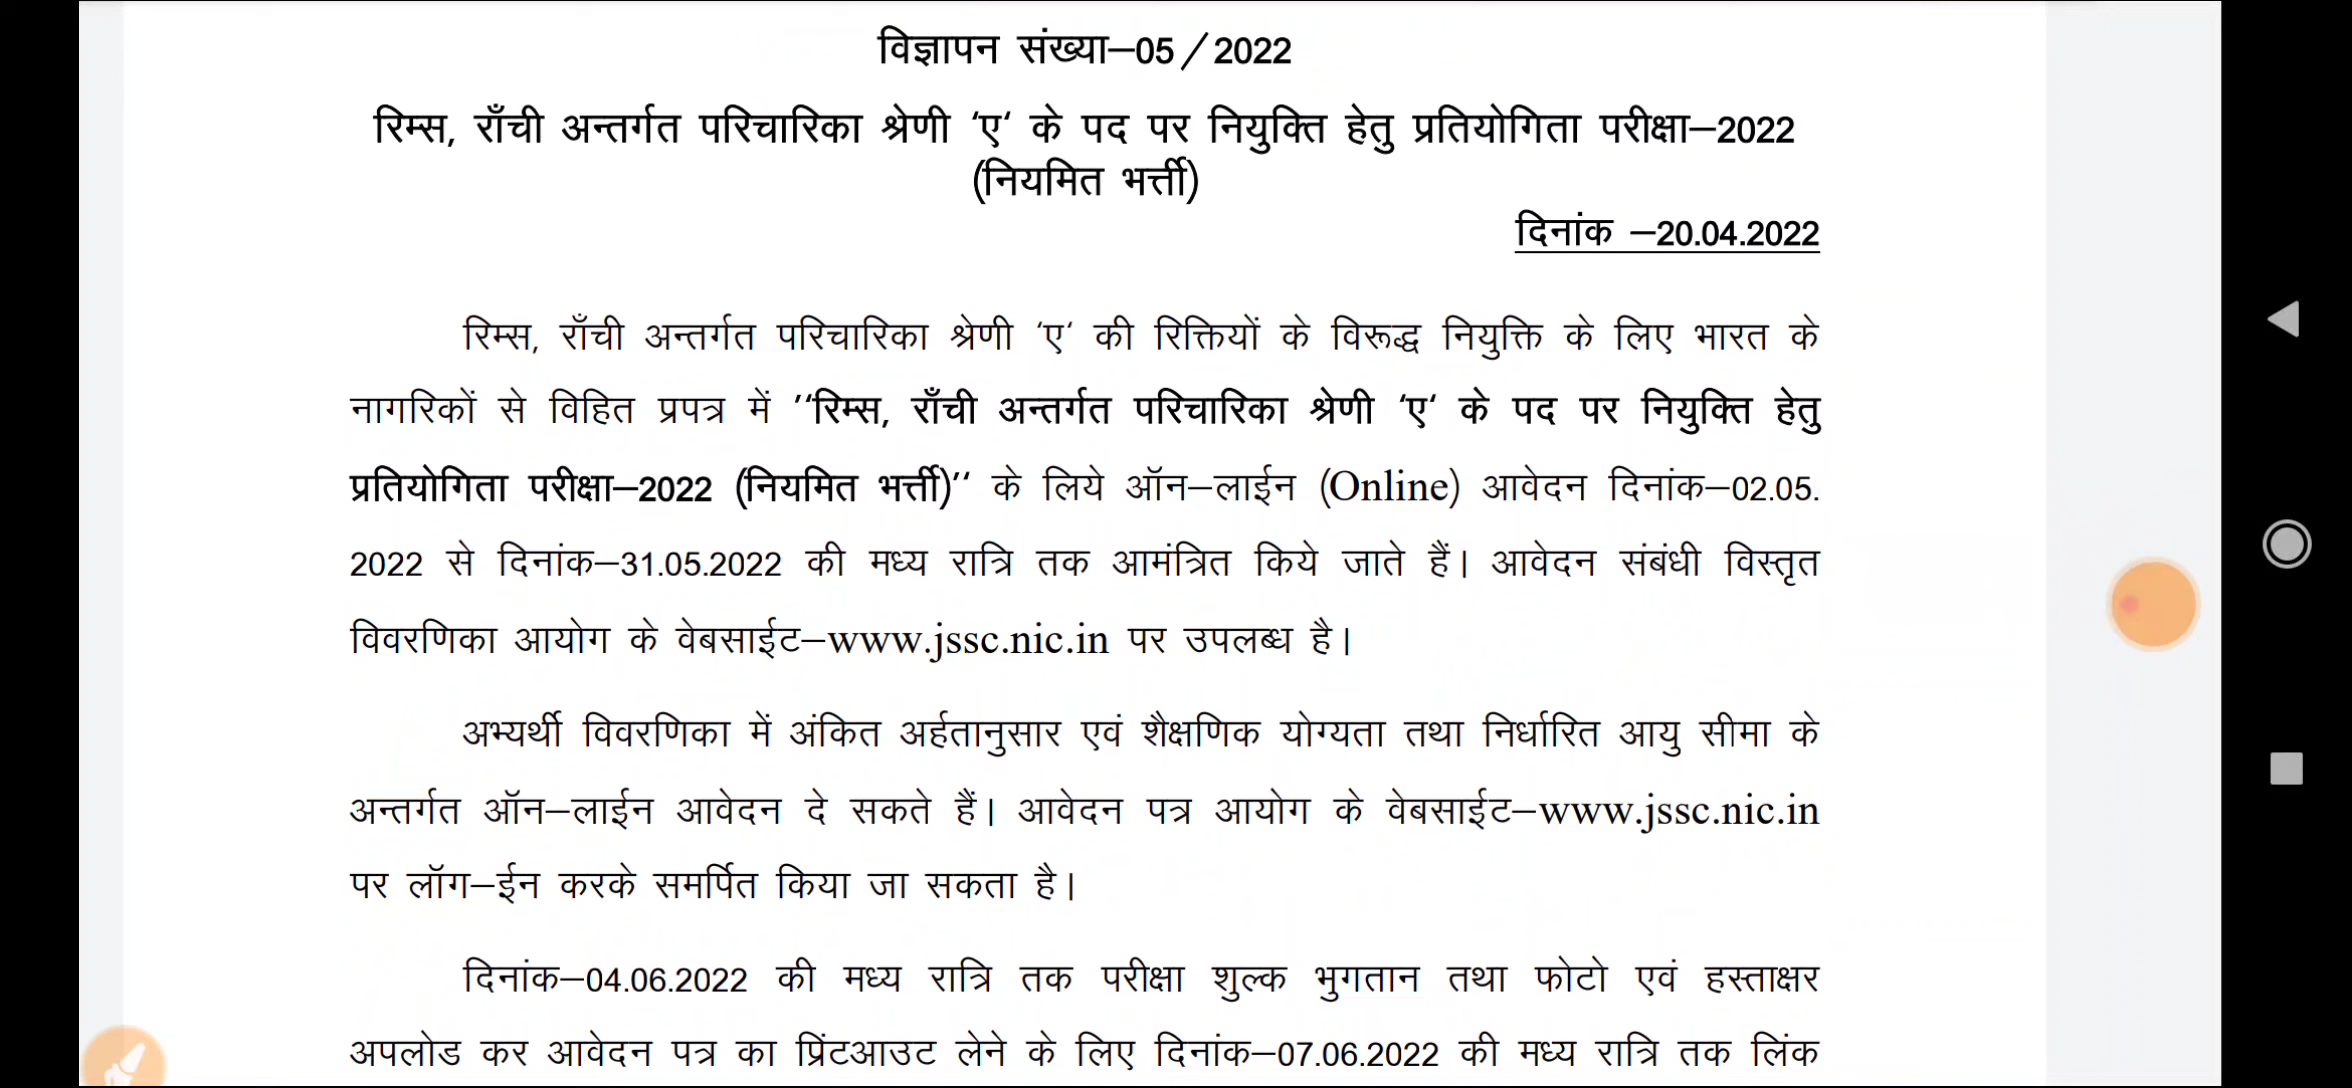 विज्ञापन संख्या–05 / 2022
रिम्स, राँची अन्तर्गत परिचारिका श्रेणी ‘ए‘ के पद पर नियुक्ति हेतु प्रतियोगिता परीक्षा–2022
(नियमित भर्त्ती)
दिनांक –20.04.2022
रिम्स, राँची अन्तर्गत परिचारिका श्रेणी ‘ए‘ की रिक्तियों के विरूद्ध नियुक्ति के लिए भारत के
नागरिकों से विहित प्रपत्र में ’‘रिम्स, राँची अन्तर्गत परिचारिका श्रेणी ‘ए‘ के पद पर नियुक्ति हेतु
प्रतियोगिता परीक्षा–2022 (नियमित भर्त्ती)‘‘ के लिये ऑन–लाईन (Online) आवेदन दिनांक–02.05.
2022 से दिनांक–31.05.2022 की मध्य रात्रि तक आमंत्रित किये जाते हैं। आवेदन संबंधी विस्तृत
विवरणिका आयोग के वेबसाईट–www.jssc.nic.in पर उपलब्ध है।
अभ्यर्थी विवरणिका में अंकित अर्हतानुसार एवं शैक्षणिक योग्यता तथा निर्धारित आयु सीमा के
अन्तर्गत ऑन–लाईन आवेदन दे सकते हैं। आवेदन पत्र आयोग के वेबसाईट–www.jssc.nic.in
पर लॉग–ईन करके समर्पित किया जा सकता है।
दिनांक–04.06.2022 की मध्य रात्रि तक परीक्षा शुल्क भुगतान तथा फोटो एवं हस्ताक्षर
अपलोड कर आवेदन पत्र का प्रिंटआउट लेने के लिए दिनांक–07.06.2022 की मध्य रात्रि तक लिंक